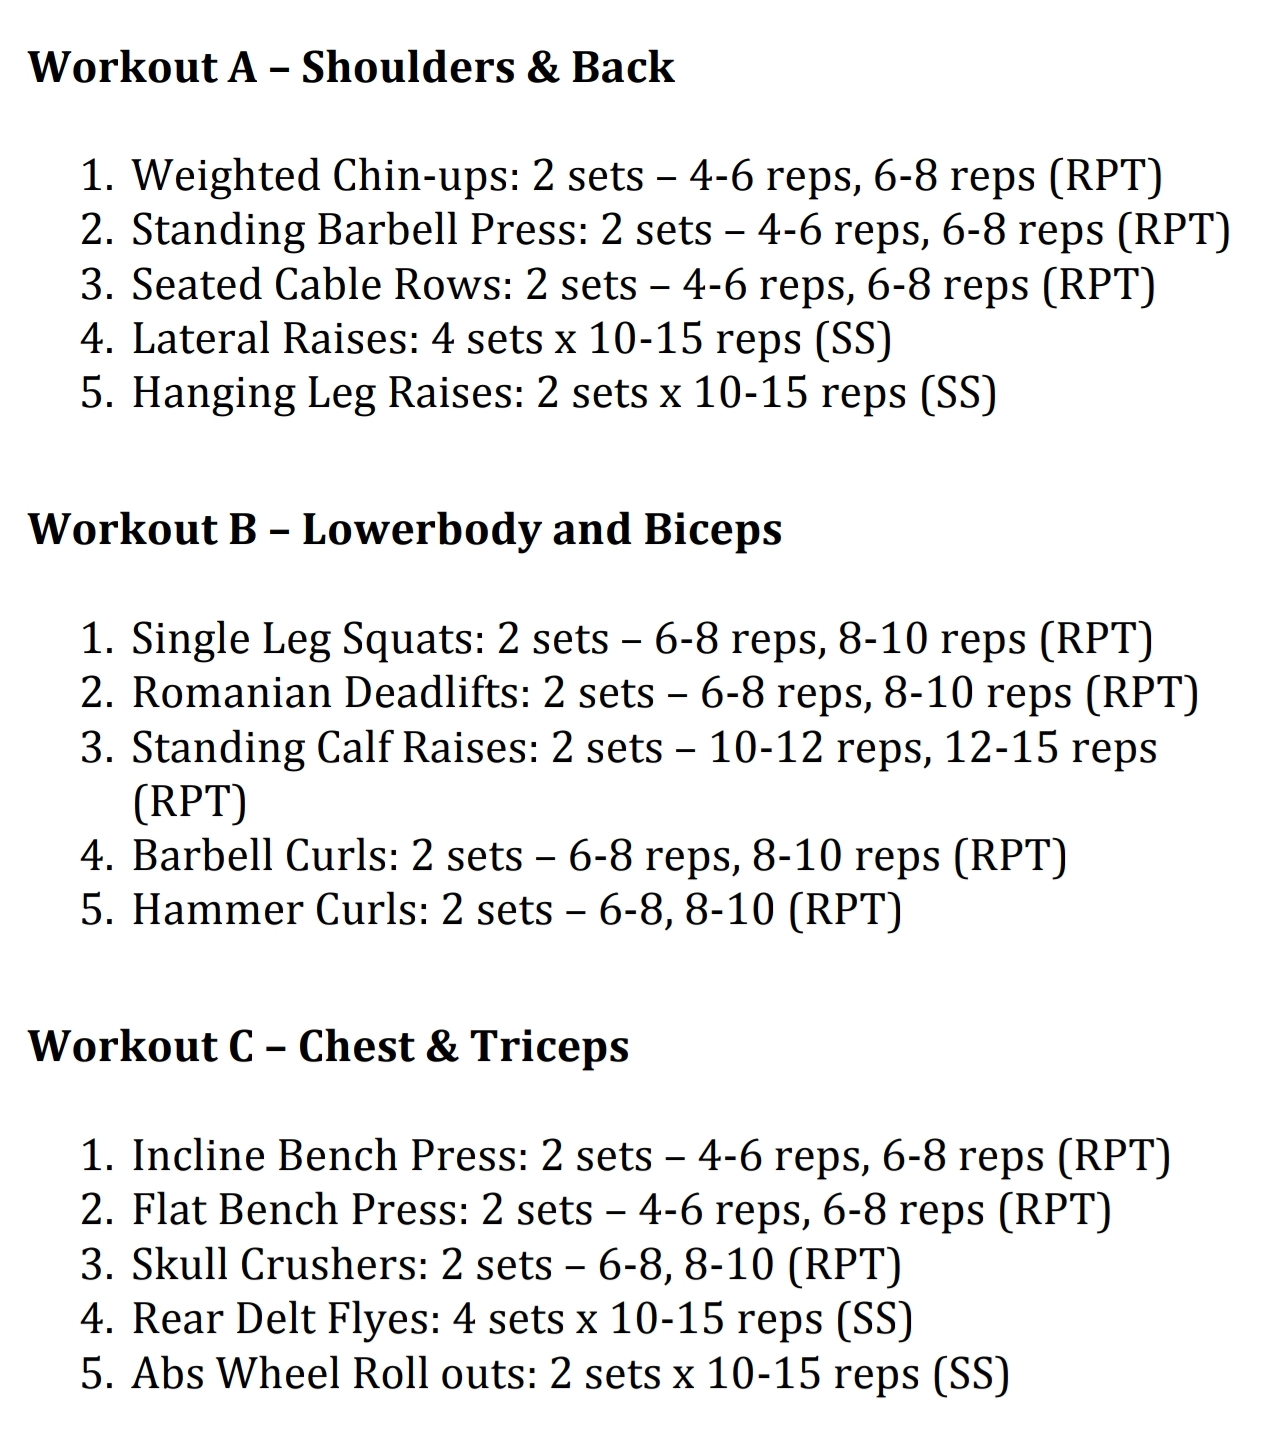 Workout A – Shoulders & Back
1. Weighted Chin-ups: 2 sets – 4-6 reps, 6-8 reps (RPT)
2. Standing Barbell Press: 2 sets – 4-6 reps, 6-8 reps (RPT)
3. Seated Cable Rows: 2 sets – 4-6 reps, 6-8 reps (RPT)
4. Lateral Raises: 4 sets x 10-15 reps (SS)
5. Hanging Leg Raises: 2 sets x 10-15 reps (SS)
Workout B – Lowerbody and Biceps
1. Single Leg Squats: 2 sets – 6-8 reps, 8-10 reps (RPT)
2. Romanian Deadlifts: 2 sets – 6-8 reps, 8-10 reps (RPT)
3. Standing Calf Raises: 2 sets – 10-12 reps, 12-15 reps
(RPT)
4. Barbell Curls: 2 sets – 6-8 reps, 8-10 reps (RPT)
5. Hammer Curls: 2 sets – 6-8, 8-10 (RPT)
Workout C – Chest & Triceps
1. Incline Bench Press: 2 sets – 4-6 reps, 6-8 reps (RPT)
2. Flat Bench Press: 2 sets – 4-6 reps, 6-8 reps (RPT)
3. Skull Crushers: 2 sets – 6-8, 8-10 (RPT)
4. Rear Delt Flyes: 4 sets x 10-15 reps (SS)
5. Abs Wheel Roll outs: 2 sets x 10-15 reps (SS)